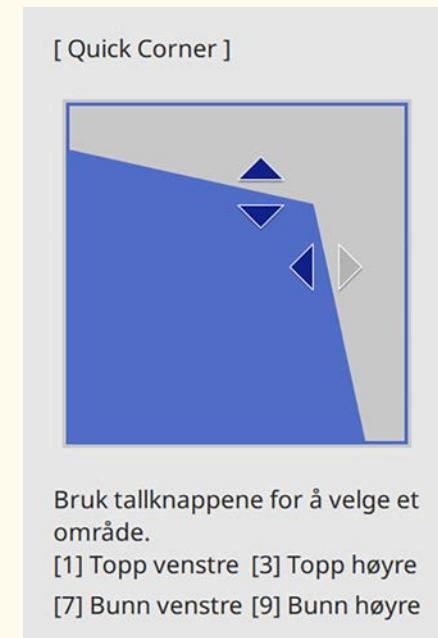 [ Quick Corner ]
Bruk tallknappene for å velge et
område.
[1] Topp venstre [3] Topp høyre
[7] Bunn venstre [9] Bunn høyre